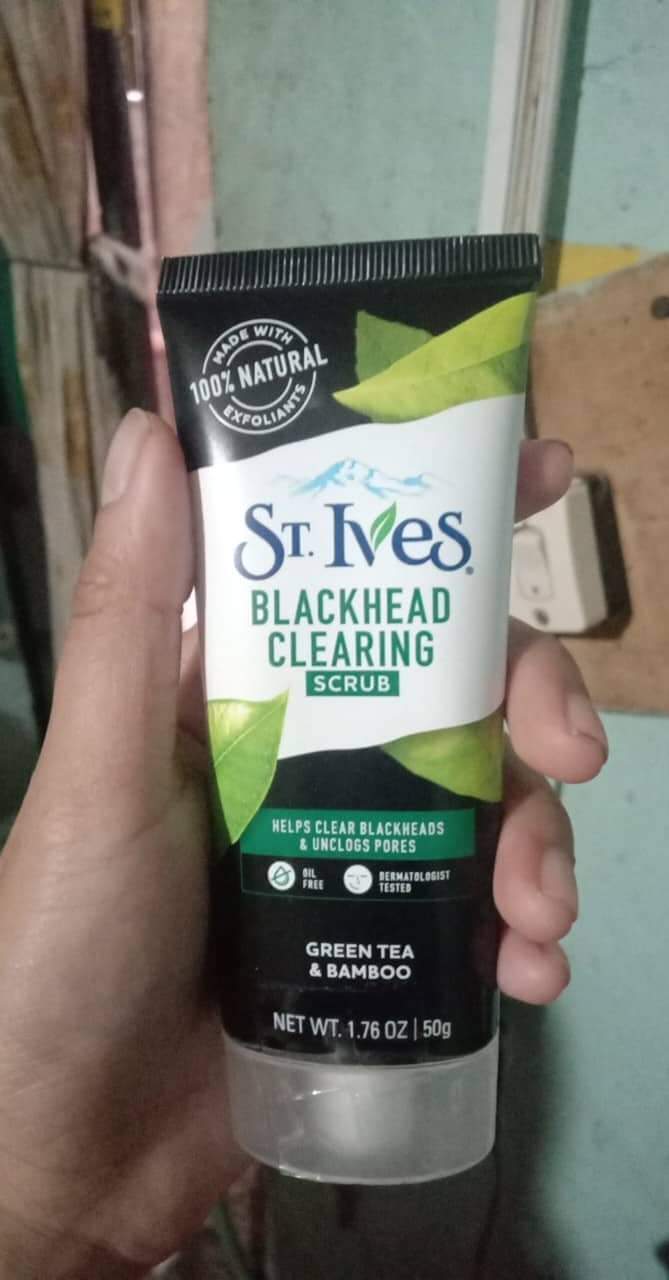 MADE WITH
100% NATURAL
EXFOLIANTS
ST. Ives®
BLACKHEAD
CLEARING
SCRUB
HELPS CLEAR BLACKHEADS
& UNCLOGS PORES
OIL
FREE
DERMATOLOGIST
TESTED
GREEN TEA
& BAMBOO
NET WT. 1.76 OZ | 50g